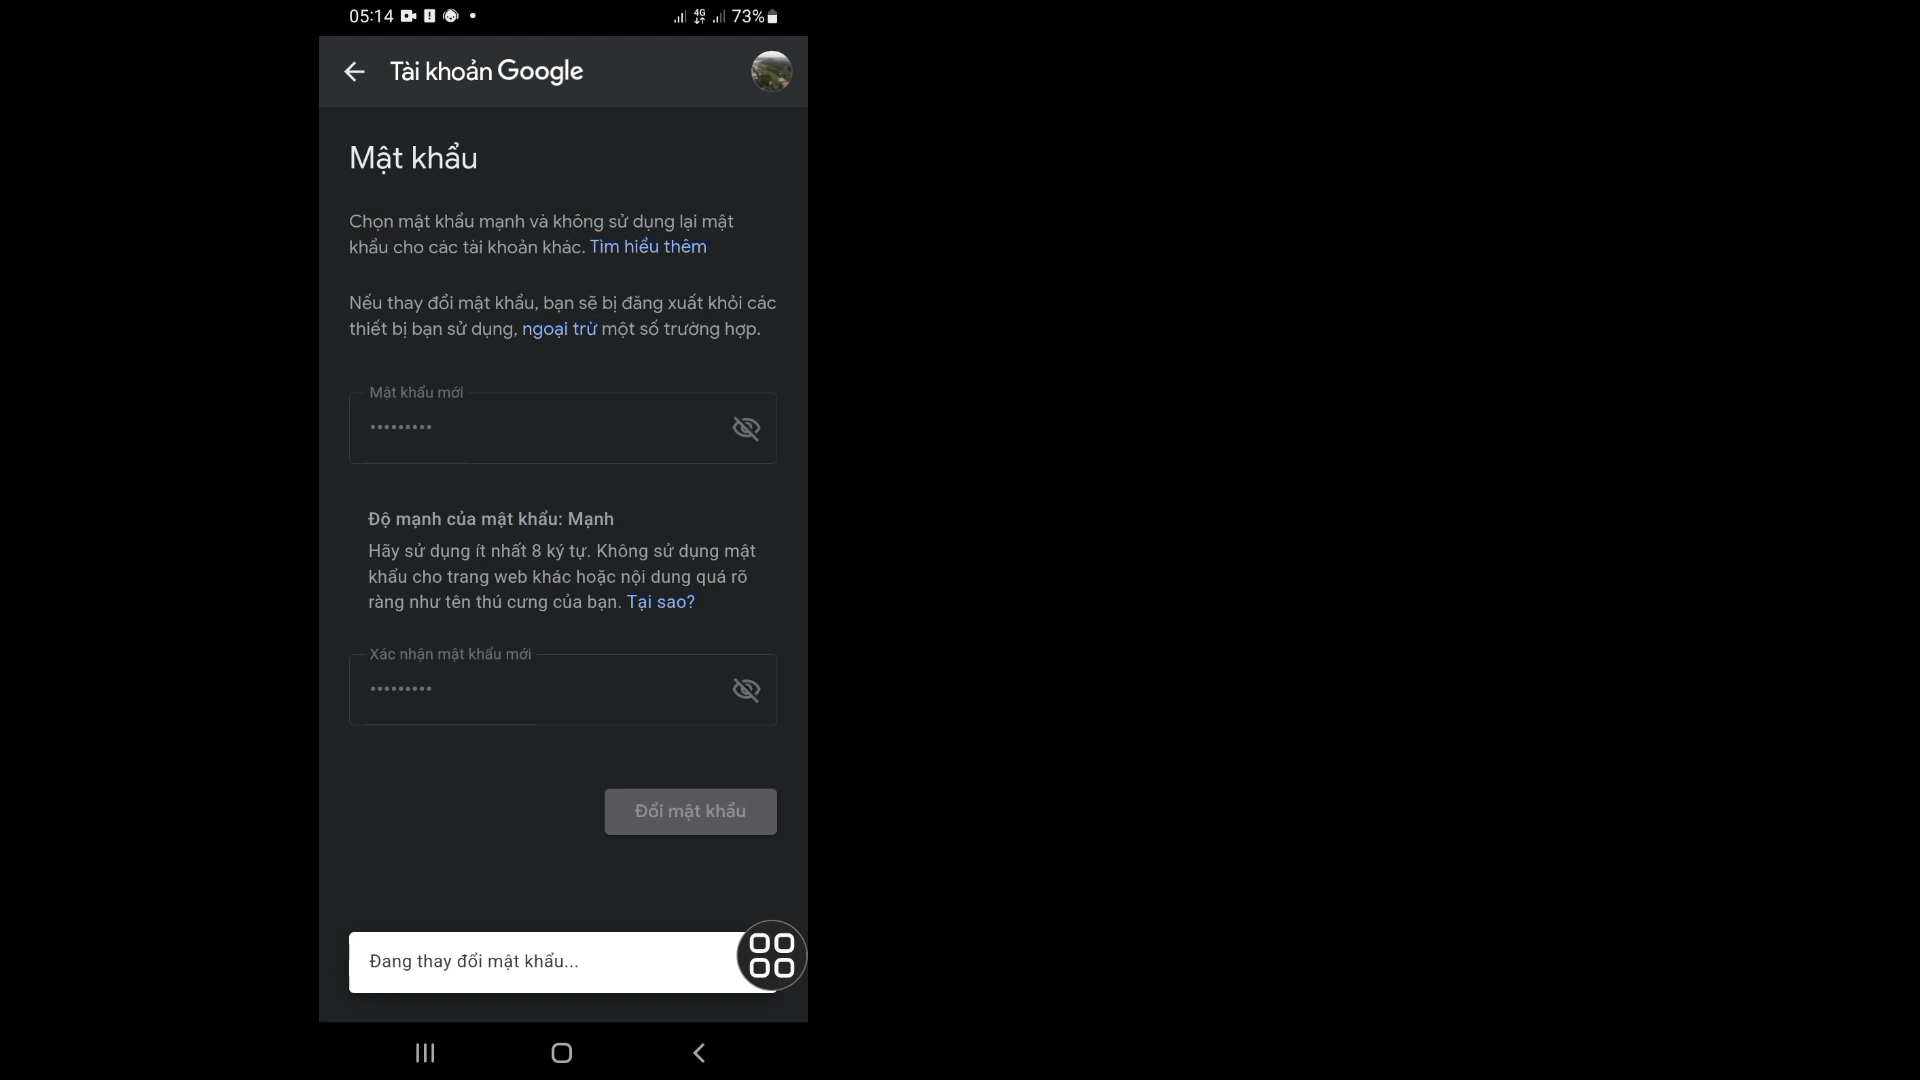 05:14
4G
73%
Tài khoản Google
Mật khẩu
Chọn mật khẩu mạnh và không sử dụng lại mật
khẩu cho các tài khoản khác. Tìm hiểu thêm
Nếu thay đổi mật khẩu, bạn sẽ bị đăng xuất khỏi các
thiết bị bạn sử dụng, ngoại trừ một số trường hợp.
Mật khẩu mới
•••••••••
Độ mạnh của mật khẩu: Mạnh
Hãy sử dụng ít nhất 8 ký tự. Không sử dụng mật
khẩu cho trang web khác hoặc nội dung quá rõ
ràng như tên thú cưng của bạn. Tại sao?
Xác nhận mật khẩu mới
•••••••••
Đổi mật khẩu
Đang thay đổi mật khẩu...